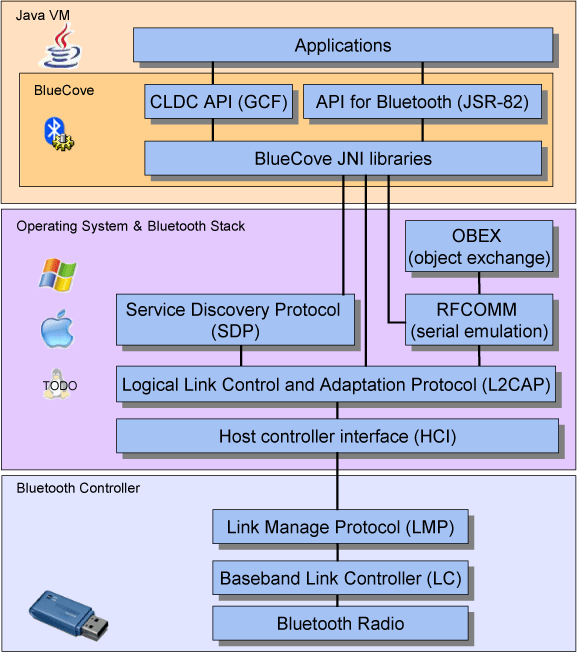 Java VM
Applications
BlueCove
CLDC API (GCF)
API for Bluetooth (JSR-82)
BlueCove JNI libraries
Operating System & Bluetooth Stack
OBEX
(object exchange)
Service Discovery Protocol
(SDP)
RFCOMM
(serial emulation)
TODO
Logical Link Control and Adaptation Protocol (L2CAP)
Host controller interface (HCI)
Bluetooth Controller
Link Manage Protocol (LMP)
Baseband Link Controller (LC)
Bluetooth Radio